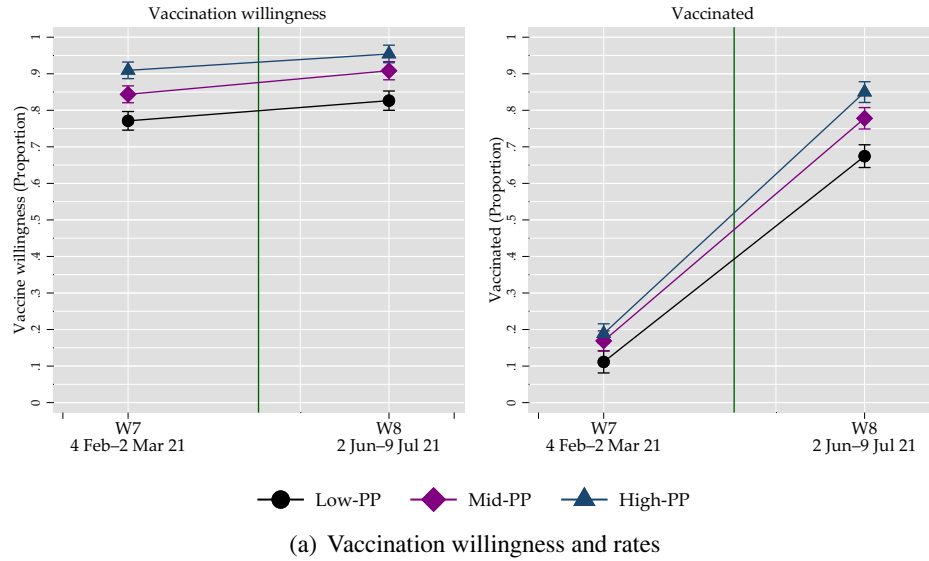 Vaccination willingness
Vaccine willingness (Proportion)
1
.9
.8
.7
.6
.5
.4
.3
.2
.1
0
W7
4 Feb–2 Mar 21
W8
2 Jun–9 Jul 21
Vaccinated
Vaccinated (Proportion)
1
.9
.8
.7
.6
.5
.4
.3
.2
.1
0
W7
4 Feb–2 Mar 21
W8
2 Jun–9 Jul 21
Low-PP Mid-PP High-PP
(a) Vaccination willingness and rates